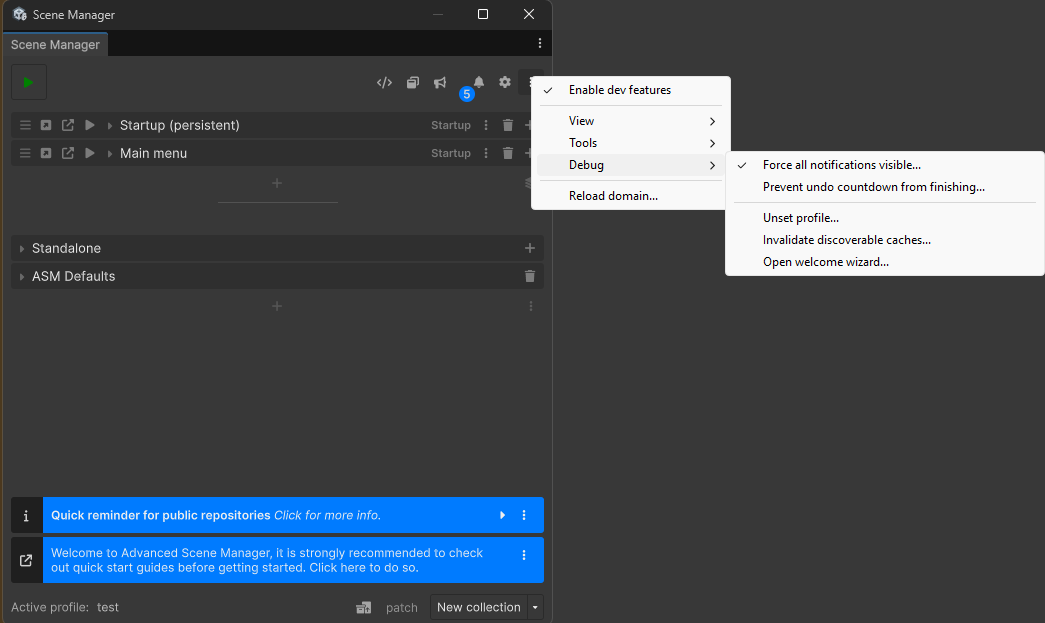 Scene Manager
Scene Manager
5
Startup (persistent)
Startup
Main menu
Startup
Standalone
ASM Defaults
Enable dev features
View
Tools
Debug
Reload domain...
Force all notifications visible...
Prevent undo countdown from finishing...
Unset profile...
Invalidate discoverable caches...
Open welcome wizard...
Quick reminder for public repositories Click for more info.
Welcome to Advanced Scene Manager, it is strongly recommended to check
out quick start guides before getting started. Click here to do so.
Active profile: test
patch
New collection